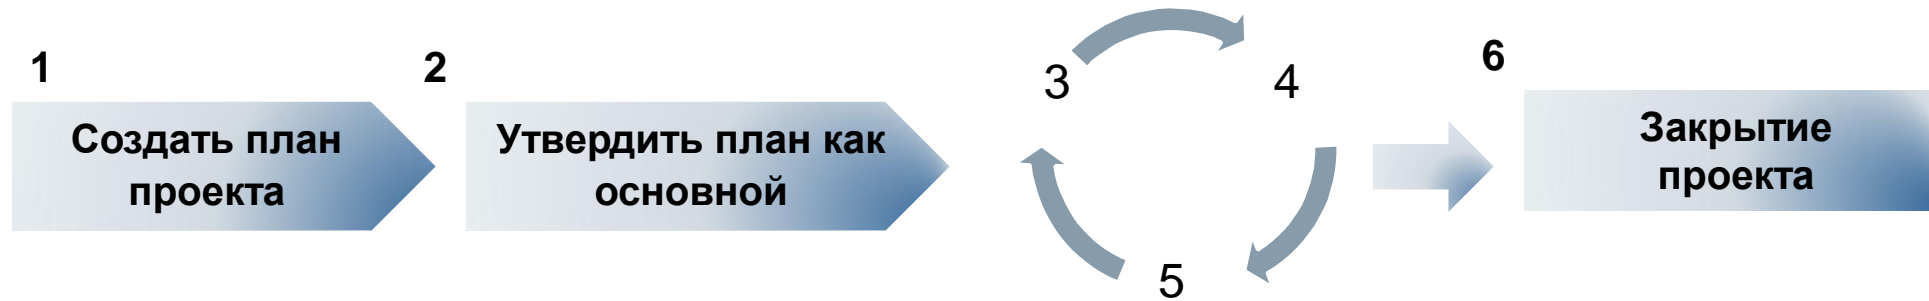 1
Создать план
проекта
2
Утвердить план как
основной
3
4
5
6
Закрытие
проекта